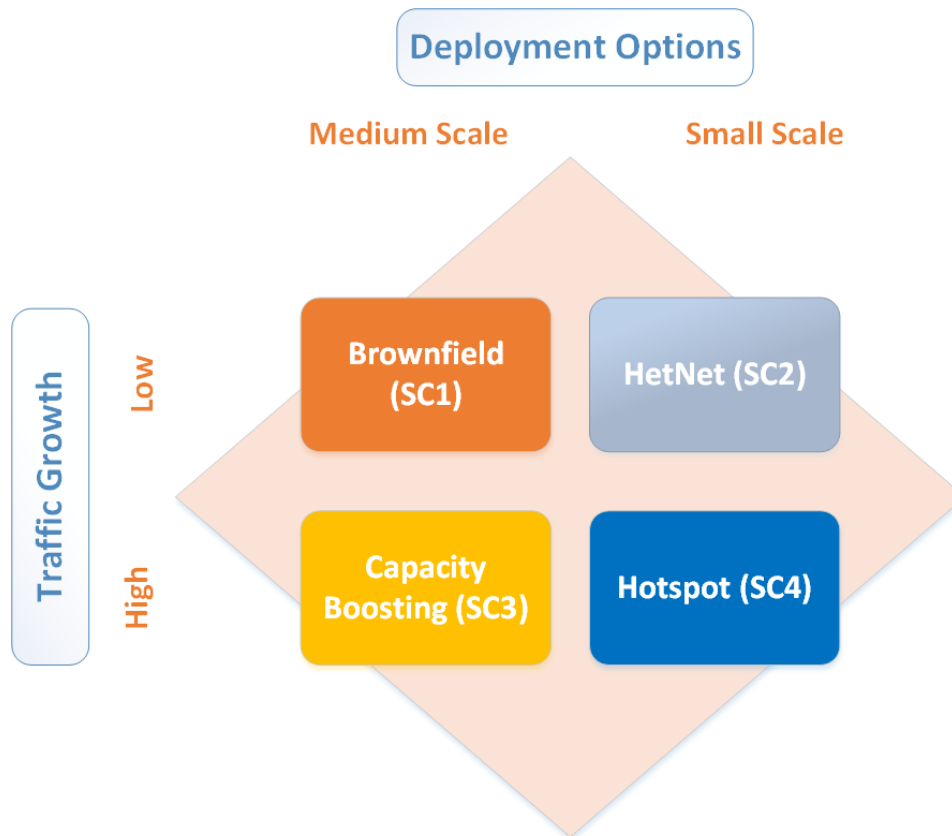 Deployment Options
Medium Scale
Small Scale
Traffic Growth
Low
Brownfield
(SC1)
HetNet (SC2)
High
Capacity
Boosting (SC3)
Hotspot (SC4)